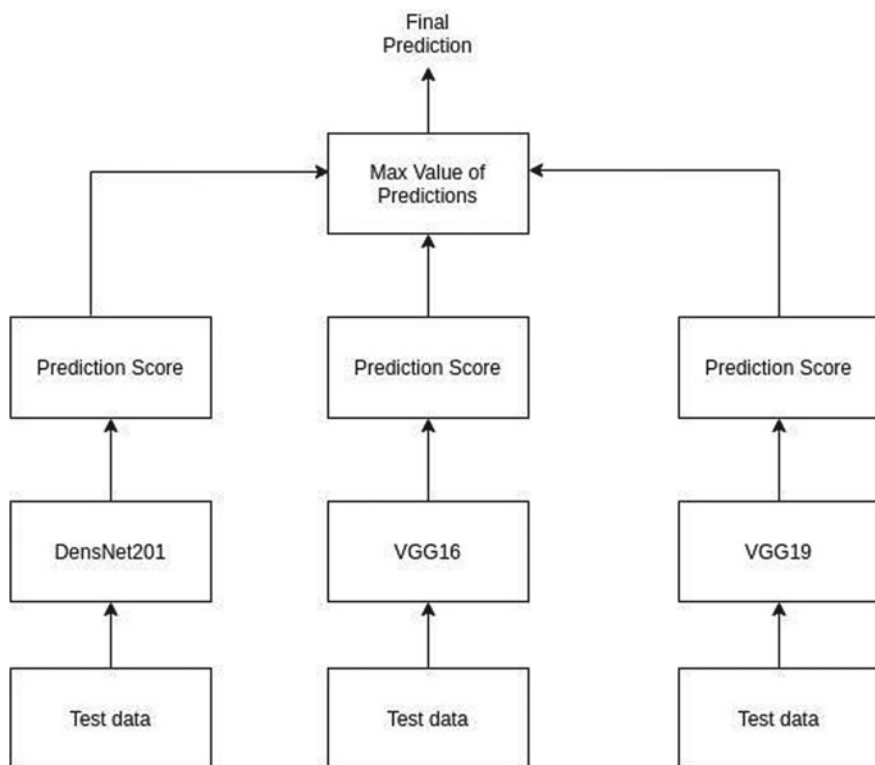 Final
Prediction
Max Value of
Predictions
Prediction Score
Prediction Score
Prediction Score
DensNet201
VGG16
VGG19
Test data
Test data
Test data